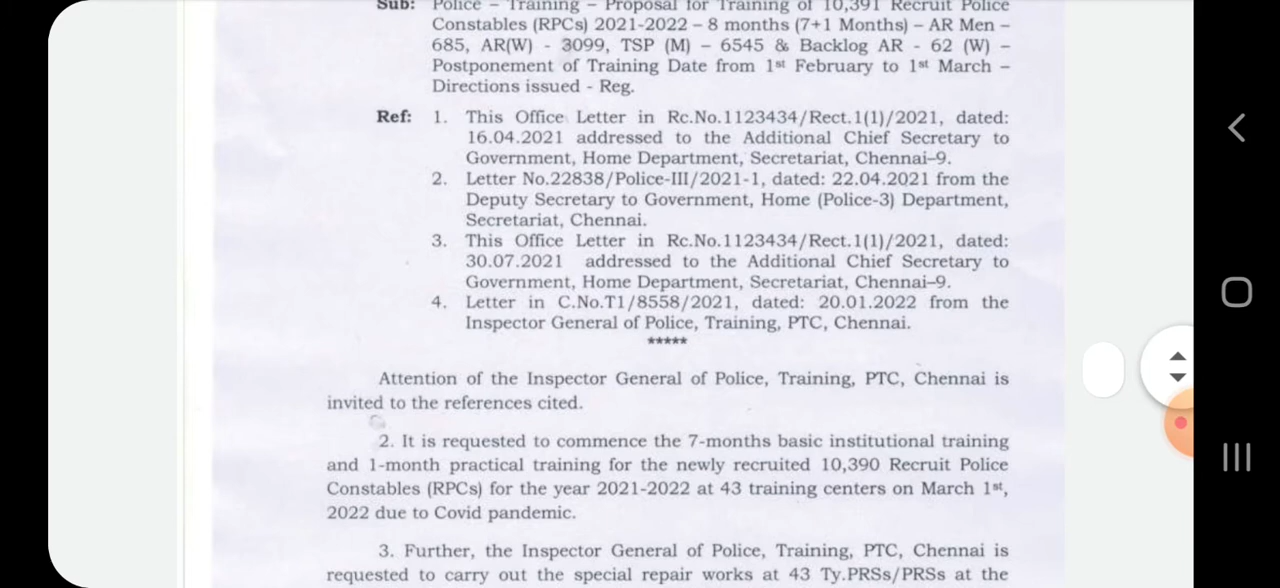 Sub: Police – Training – Proposal for Training of 10,391 Recruit Police
Constables (RPCs) 2021-2022 – 8 months (7+1 Months) – AR Men –
685, AR(W) - 3099, TSP (M) – 6545 & Backlog AR - 62 (W) –
Postponement of Training Date from 1st February to 1st March –
Directions issued - Reg.
Ref: 1. This Office Letter in Rc.No.1123434/Rect.1(1)/2021, dated:
16.04.2021 addressed to the Additional Chief Secretary to
Government, Home Department, Secretariat, Chennai–9.
2. Letter No.22838/Police-III/2021-1, dated: 22.04.2021 from the
Deputy Secretary to Government, Home (Police-3) Department,
Secretariat, Chennai.
3. This Office Letter in Rc.No.1123434/Rect.1(1)/2021, dated:
30.07.2021 addressed to the Additional Chief Secretary to
Government, Home Department, Secretariat, Chennai–9.
4. Letter in C.No.T1/8558/2021, dated: 20.01.2022 from the
Inspector General of Police, Training, PTC, Chennai.
*****
Attention of the Inspector General of Police, Training, PTC, Chennai is
invited to the references cited.
2. It is requested to commence the 7-months basic institutional training
and 1-month practical training for the newly recruited 10,390 Recruit Police
Constables (RPCs) for the year 2021-2022 at 43 training centers on March 1st,
2022 due to Covid pandemic.
3. Further, the Inspector General of Police, Training, PTC, Chennai is
requested to carry out the special repair works at 43 Ty.PRSs/PRSs at the